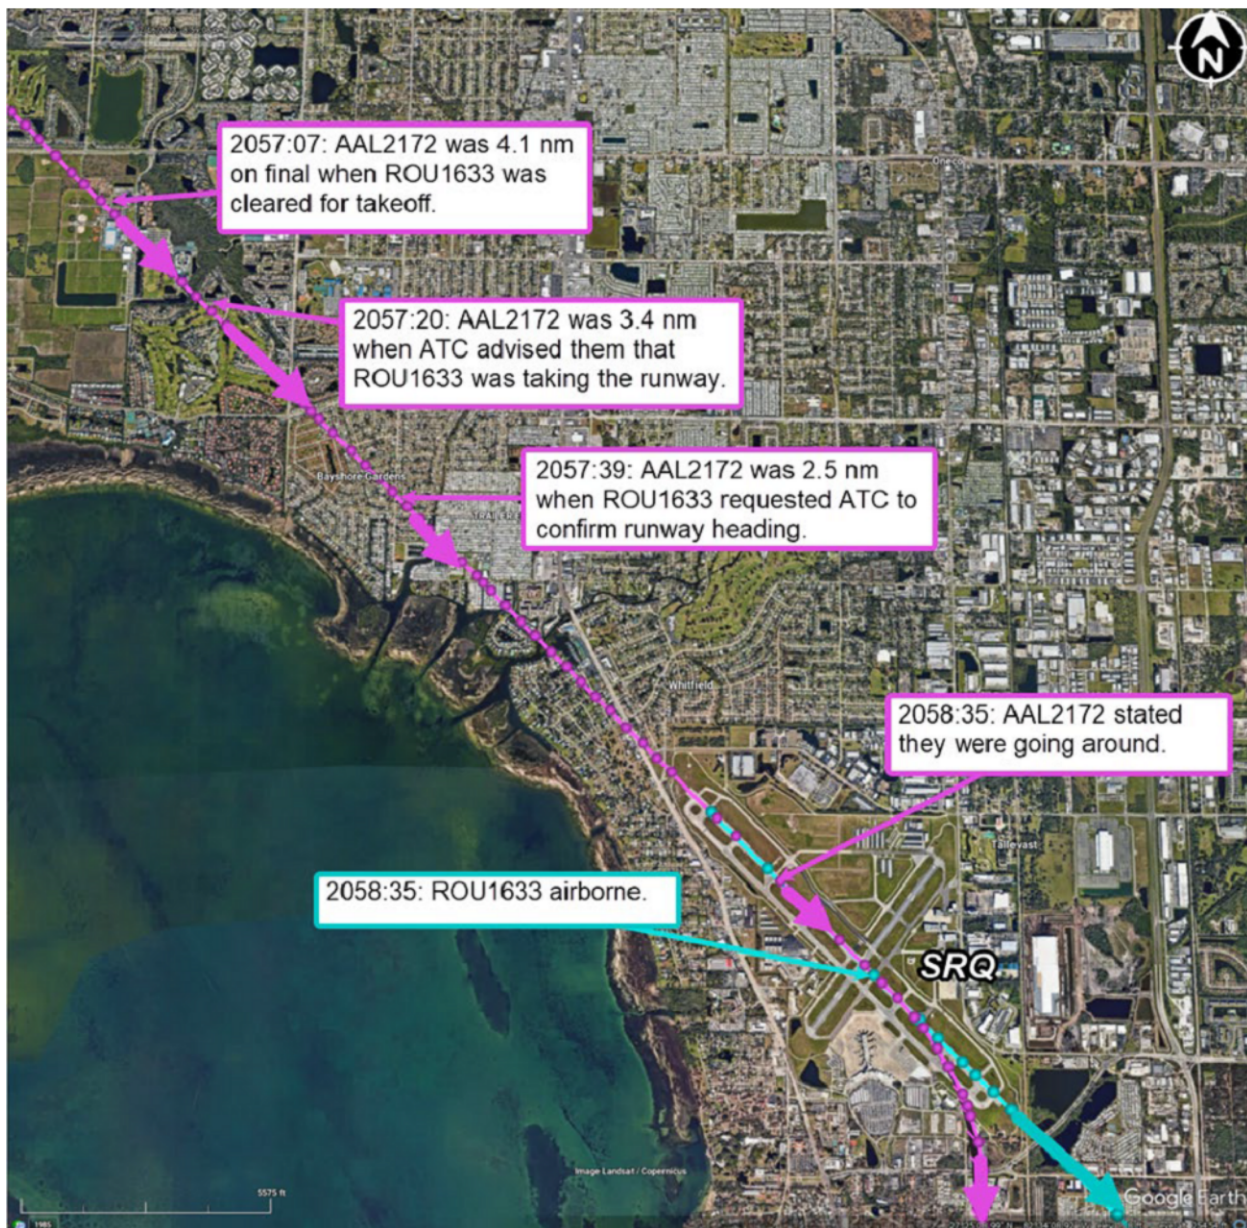 N
2057:07: AAL2172 was 4.1 nm
on final when ROU1633 was
cleared for takeoff.
Oneco
2057:20: AAL2172 was 3.4 nm
when ATC advised them that
ROU1633 was taking the runway.
2057:39: AAL2172 was 2.5 nm
when ROU1633 requested ATC to
confirm runway heading.
Bayshore Gardens
Whitfield
2058:35: AAL2172 stated
they were going around.
Tallevast
2058:35: ROU1633 airborne.
SRQ
Image Landsat / Copernicus
Google Earth
5575 ft
1985